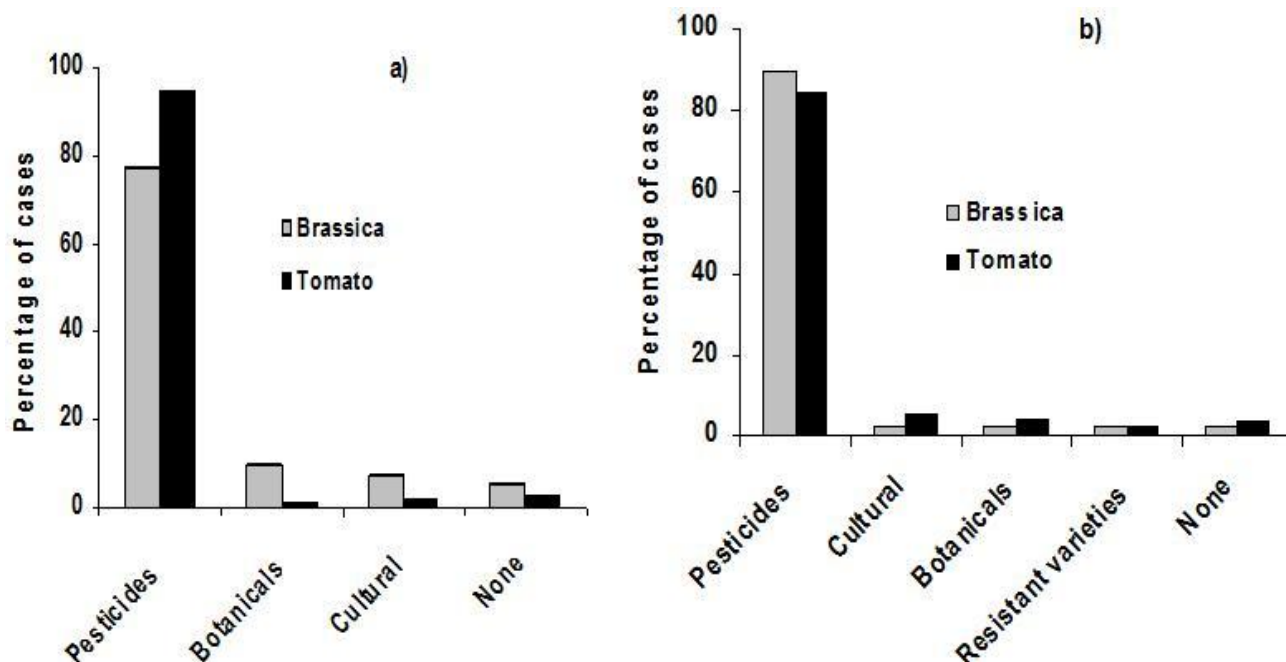 a)
Percentage of cases
100
80
60
40
20
0
Brassica
Tomato
Pesticides
Botanicals
Cultural
None
b)
Percentage of cases
100
80
60
40
20
0
Brassica
Tomato
Pesticides
Cultural
Botanicals
Resistant varieties
None